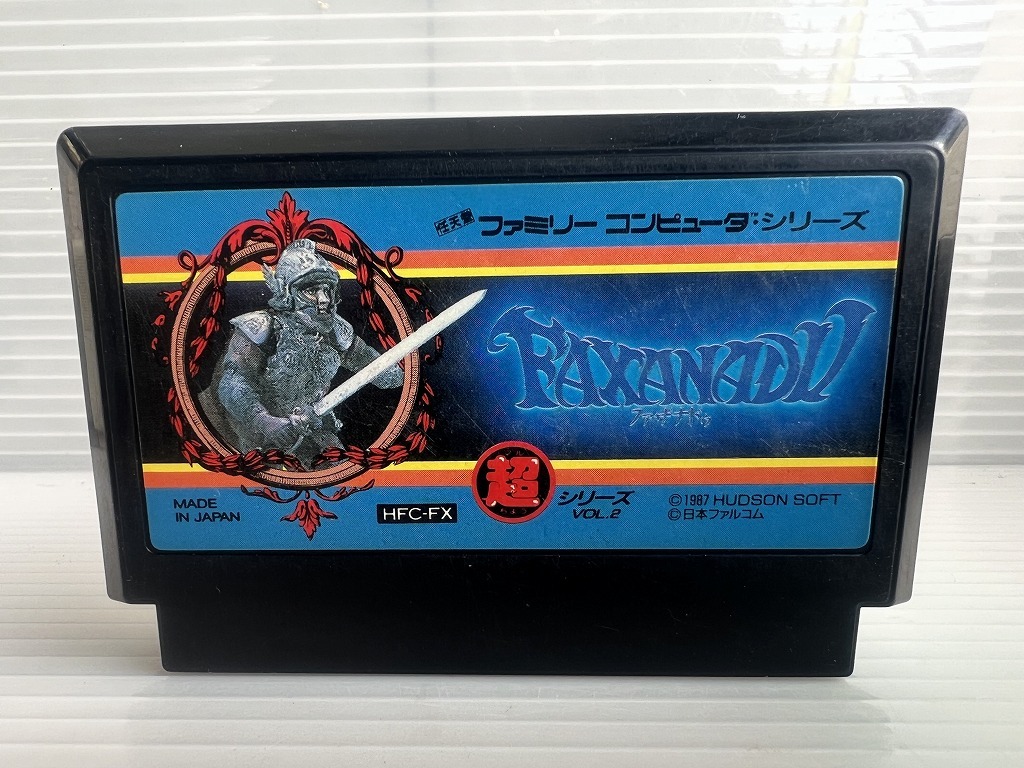 任天堂 ファミリー コンピュータ™・シリーズ
FAXANADU
ファザナドゥ
MADE
IN JAPAN
HFC-FX
超
シリーズ
VOL.2
©1987 HUDSON SOFT
©日本ファルコム